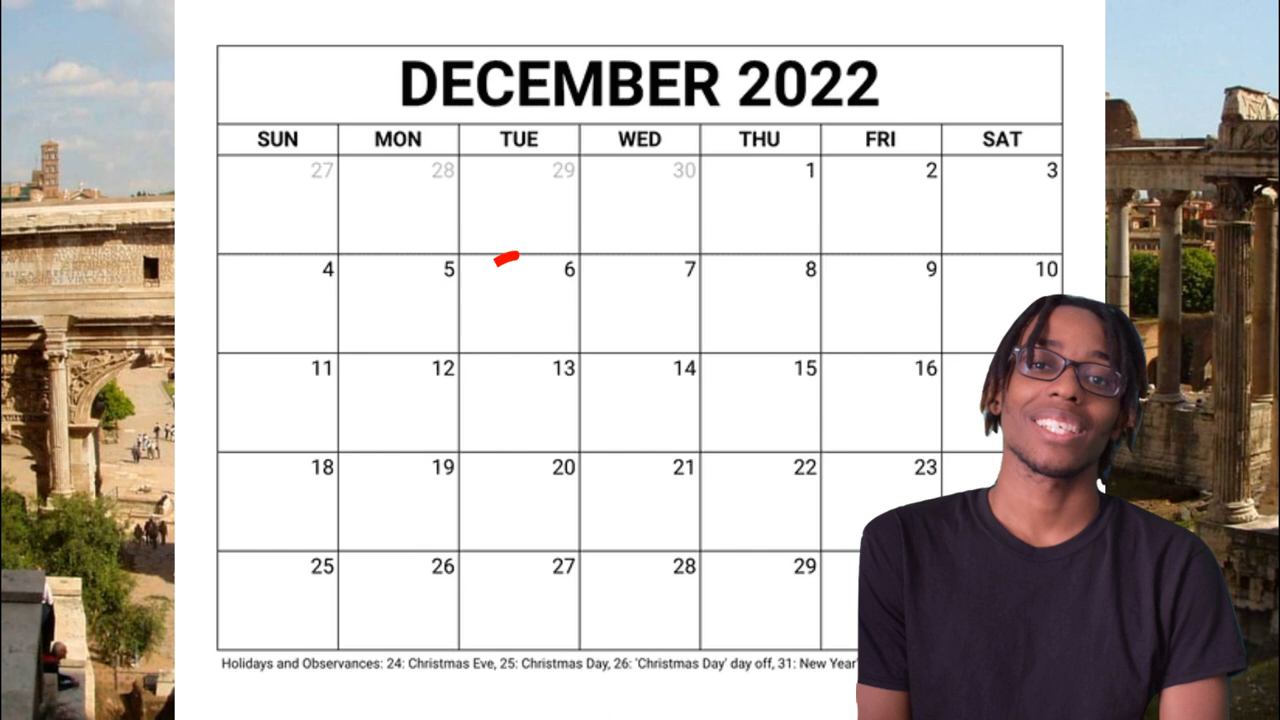 DECEMBER 2022
SUN MON TUE WED THU FRI SAT
27 28 29 30 1 2 3
4 5 6 7 8 9 10
11 12 13 14 15 16
18 19 20 21 22 23
25 26 27 28 29
Holidays and Observances: 24: Christmas Eve, 25: Christmas Day, 26: 'Christmas Day' day off, 31: New Year'